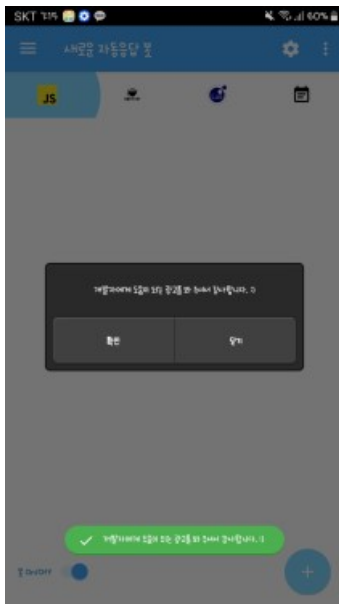 SKT 7:15 60%
새로운 자동응답 봇
JS
개발자에게 도움이 되는 광고를 봐 주셔서 감사합니다. :)
확인 닫기
개발자에게 도움이 되는 광고를 봐 주셔서 감사합니다. :)
On/Off